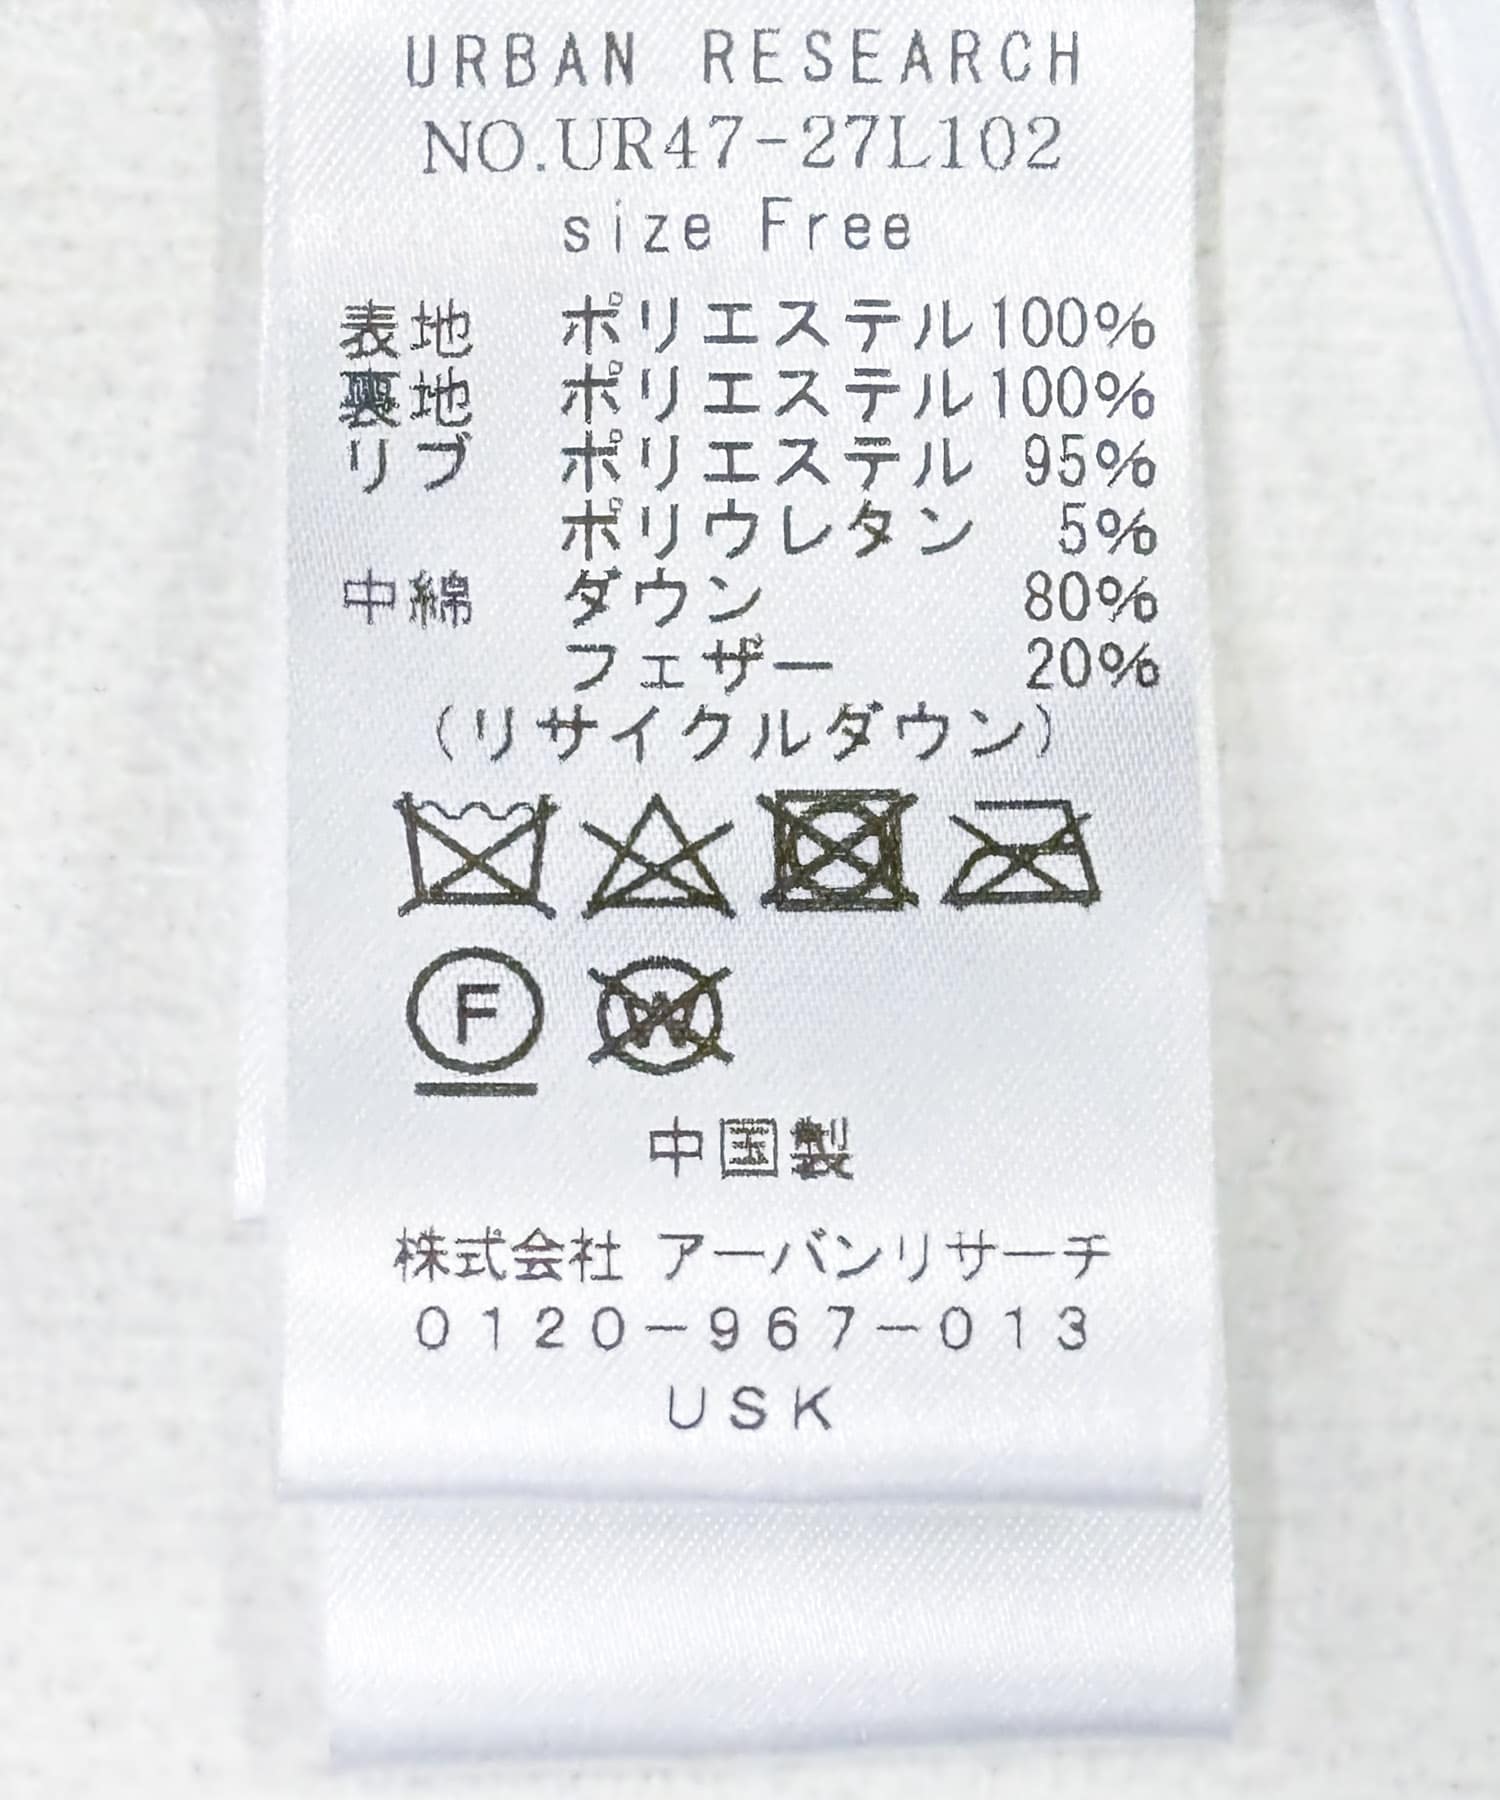 URBAN RESEARCH
NO.UR47-27L102
size Free
表地 ポリエステル100%
裏地 ポリエステル100%
リブ ポリエステル 95%
ポリウレタン 5%
中綿 ダウン 80%
フェザー 20%
(リサイクルダウン)
F W
中国製
株式会社 アーバンリサーチ
0120-967-013
USK